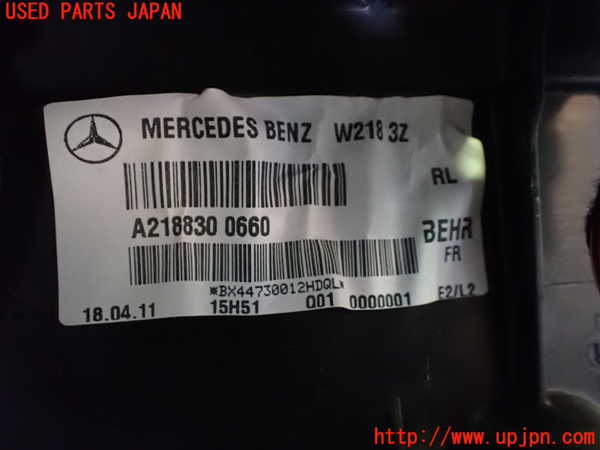 USED PARTS JAPAN
MERCEDES BENZ W218 3Z
RL
A218830 0660
BEHR
FR
*BX44730012HDQL*
18.04.11 15H51 001 0000001 E2/L2
http://www.upjpn.com/